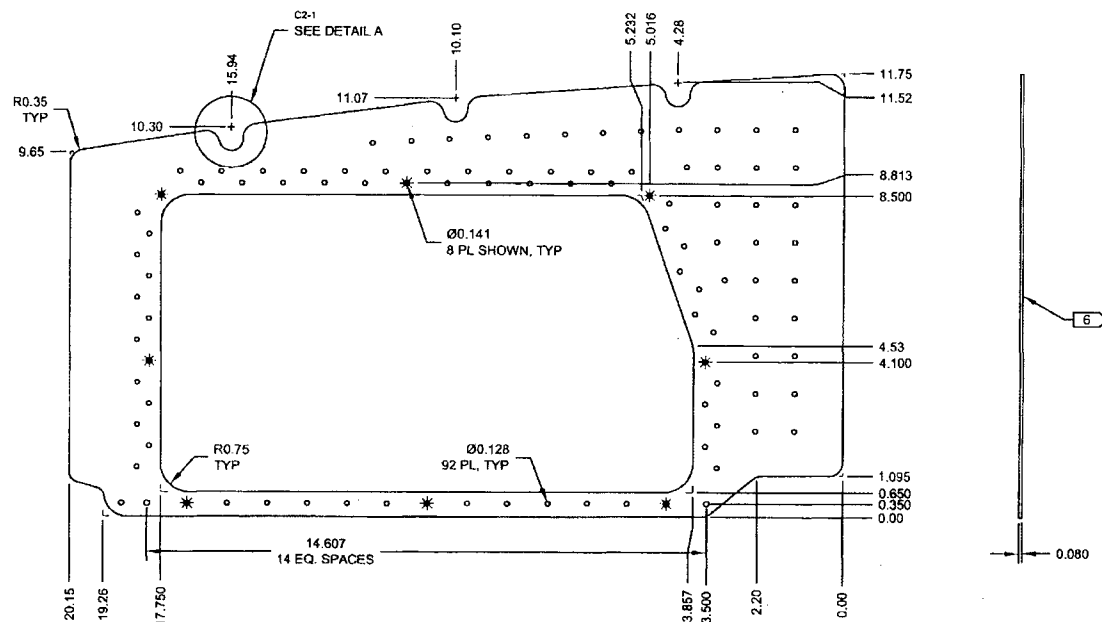 C2-1
SEE DETAIL A
15.94
10.10
5.232
5.016
4.28
R0.35
TYP
10.30
11.07
11.75
11.52
9.65
8.813
8.500
Ø0.141
8 PL SHOWN, TYP
6
4.53
4.100
R0.75
TYP
Ø0.128
92 PL, TYP
1.095
0.650
0.350
0.00
14.607
14 EQ. SPACES
0.080
20.15
19.26
17.750
3.857
3.500
2.20
0.00